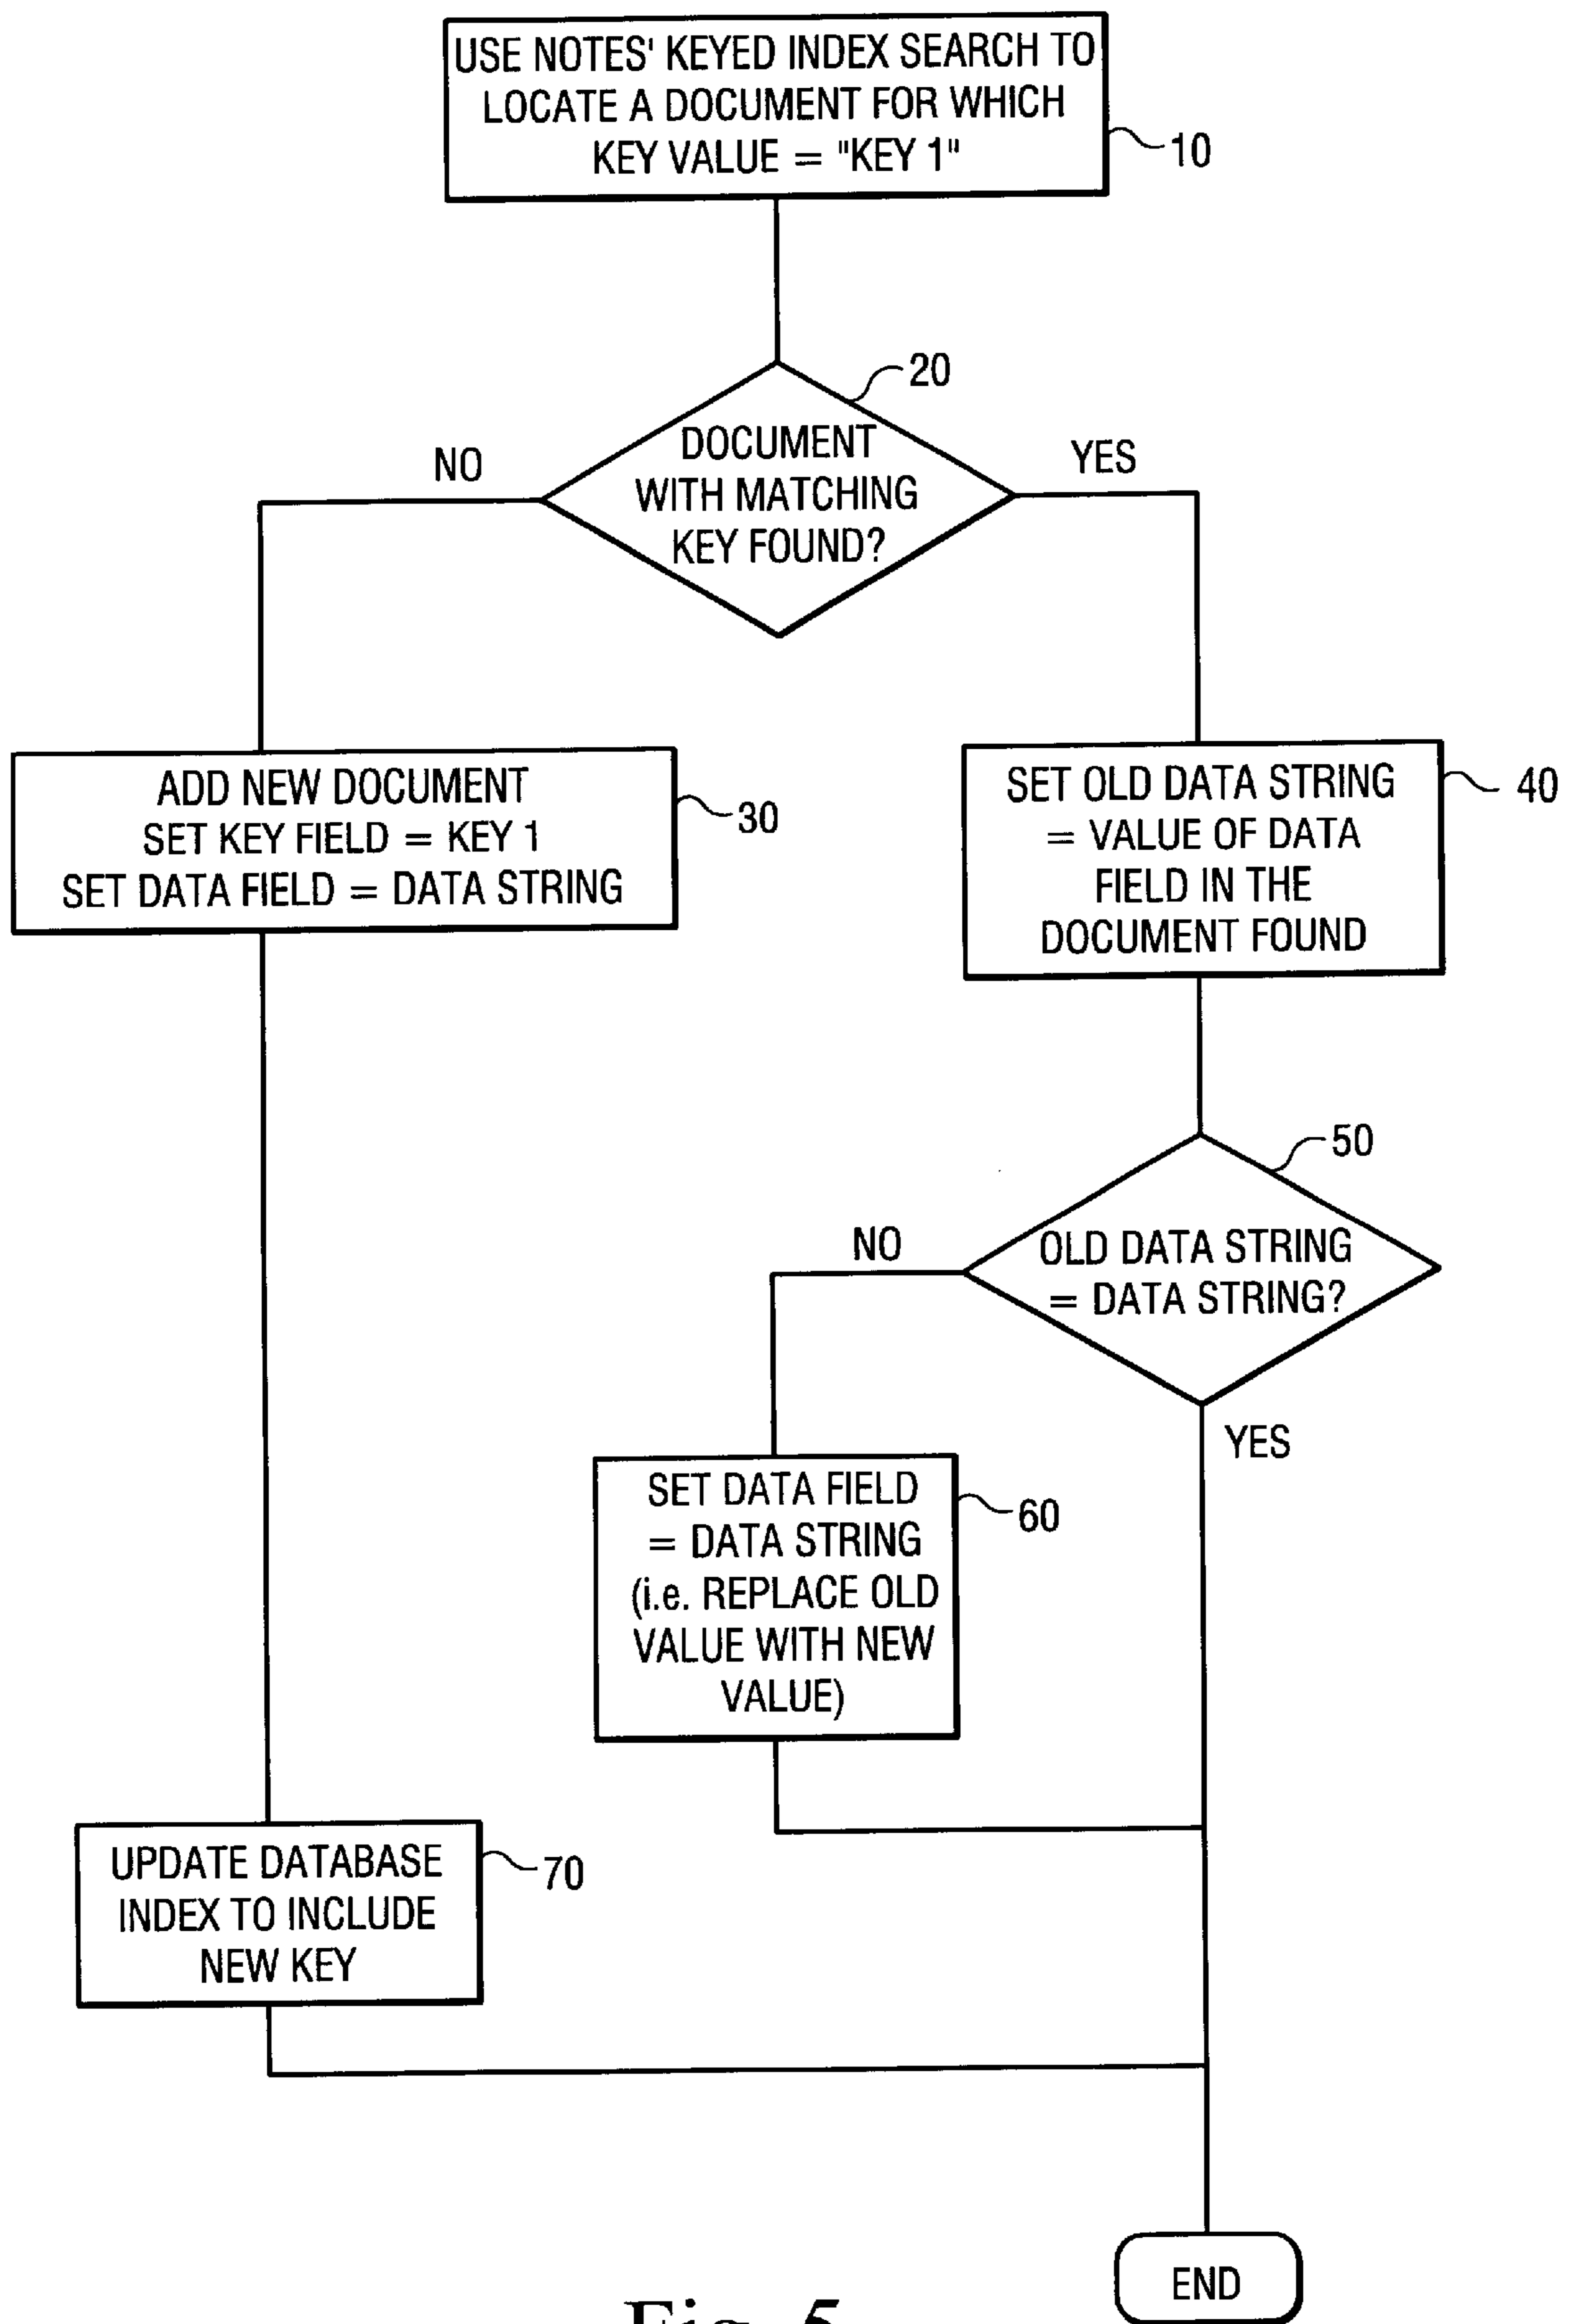 USE NOTES' KEYED INDEX SEARCH TO
LOCATE A DOCUMENT FOR WHICH
KEY VALUE = "KEY 1"
10
20
DOCUMENT
WITH MATCHING
KEY FOUND?
NO
YES
ADD NEW DOCUMENT
SET KEY FIELD = KEY 1
SET DATA FIELD = DATA STRING
30
SET OLD DATA STRING
= VALUE OF DATA
FIELD IN THE
DOCUMENT FOUND
40
50
OLD DATA STRING
= DATA STRING?
NO
YES
SET DATA FIELD
= DATA STRING
(i.e. REPLACE OLD
VALUE WITH NEW
VALUE)
60
UPDATE DATABASE
INDEX TO INCLUDE
NEW KEY
70
END
Fig. 5